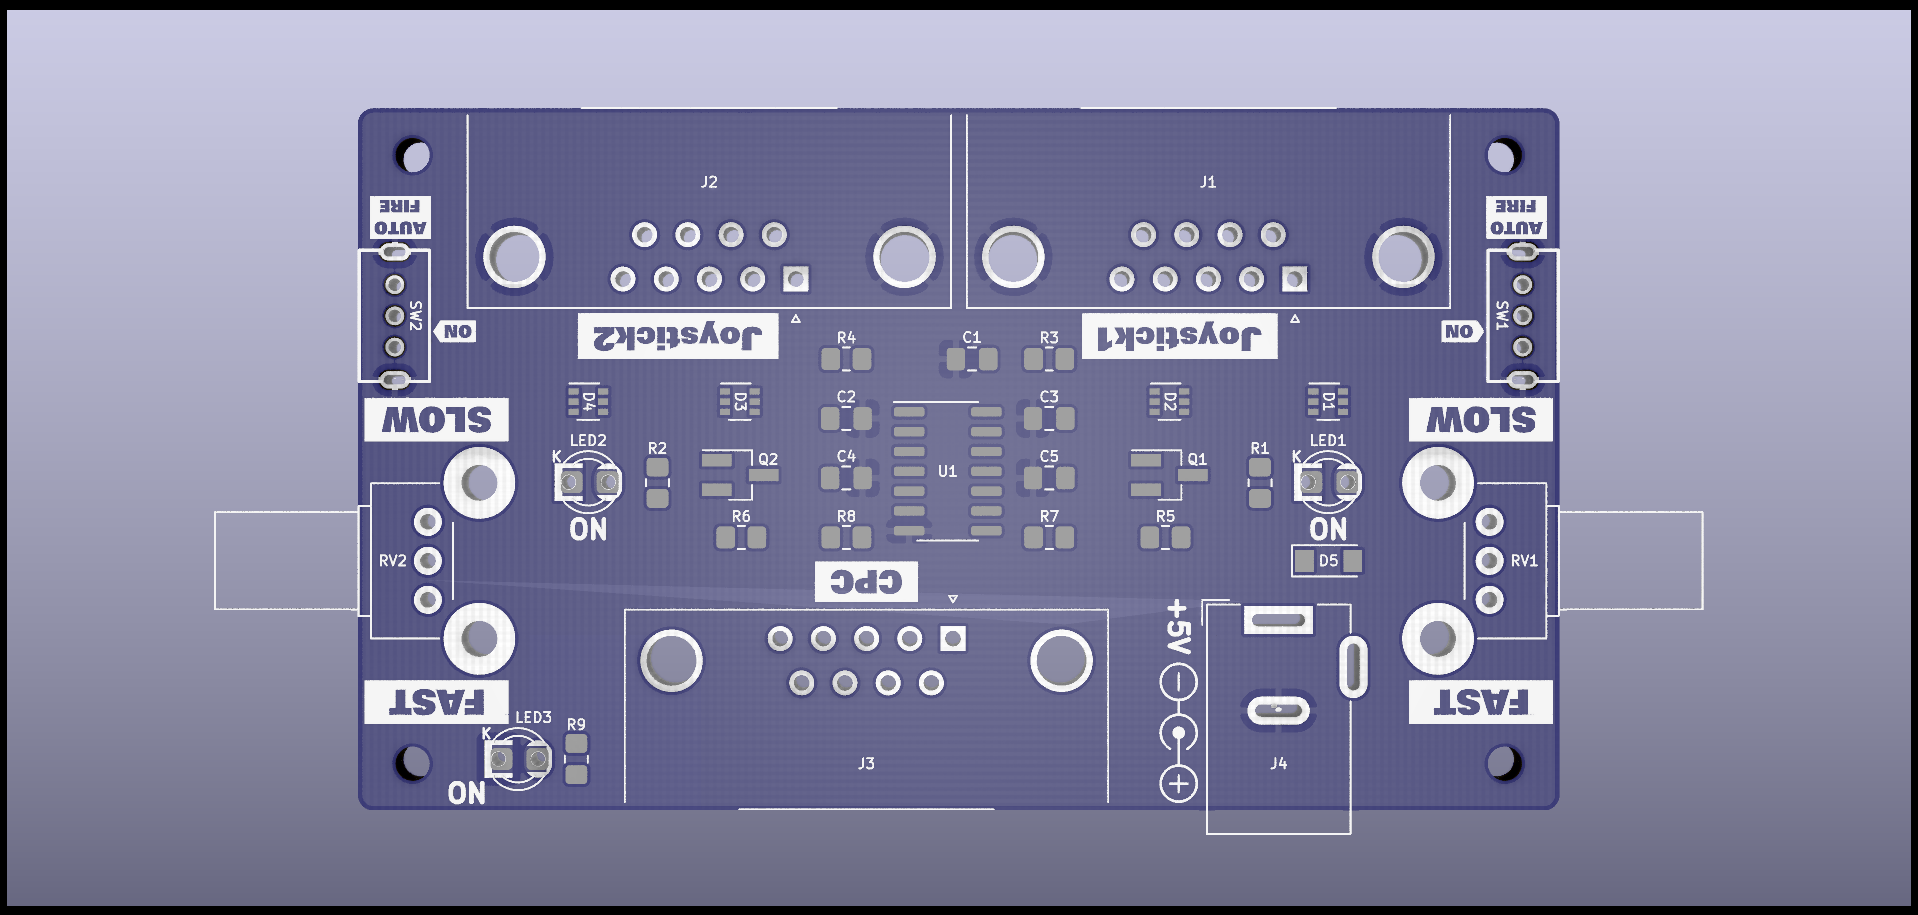 J2
J1
AUTO
FIRE
AUTO
FIRE
SW2
ON
SW1
ON
Joystick2
Joystick1
R4
C1
R3
D4
D3
C2
C3
D2
D1
SLOW
SLOW
LED2
K
R2
Q2
C4
U1
C5
Q1
R1
LED1
K
ON
R6
R8
R7
R5
ON
RV2
D5
RV1
CPC
+5V
FAST
FAST
LED3
K
R9
J3
J4
ON